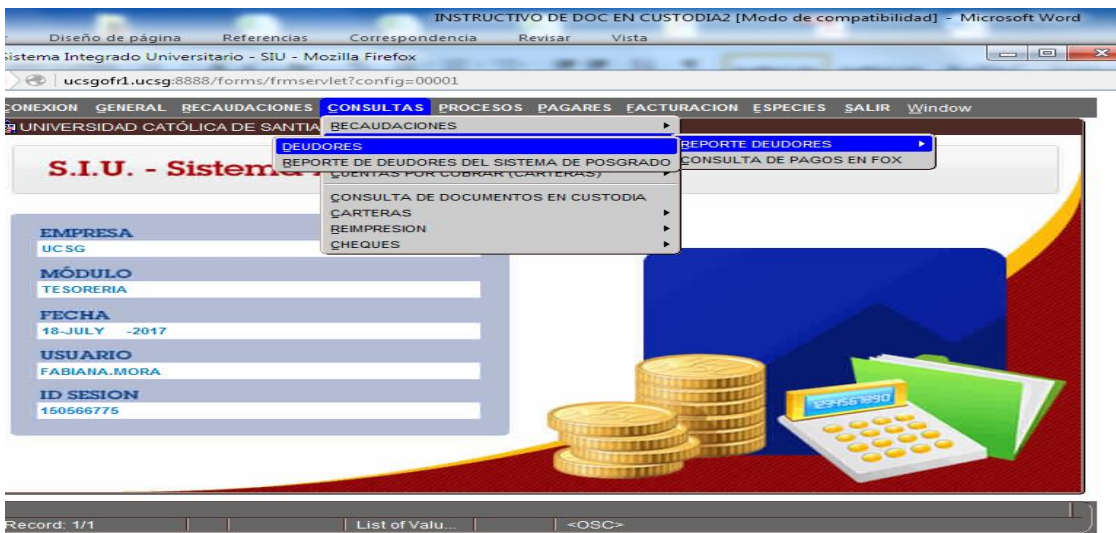 INSTRUCTIVO DE DOC EN CUSTODIA2 [Modo de compatibilidad] - Microsoft Word
Diseño de página Referencias Correspondencia Revisar Vista
Sistema Integrado Universitario - SIU - Mozilla Firefox
ucsgofr1.ucsg:8888/forms/frmservlet?config=00001
CONEXION GENERAL RECAUDACIONES CONSULTAS PROCESOS PAGARES FACTURACION ESPECIES SALIR Window
UNIVERSIDAD CATÓLICA DE SANTIA
RECAUDACIONES
DEUDORES
REPORTE DEUDORES
REPORTE DE DEUDORES DEL SISTEMA DE POSGRADO
CONSULTA DE PAGOS EN FOX
S.I.U. - Sistema
CUENTAS POR COBRAR (CARTERAS)
CONSULTA DE DOCUMENTOS EN CUSTODIA
CARTERAS
REIMPRESION
CHEQUES
EMPRESA
UCSG
MÓDULO
TESORERIA
FECHA
18-JULY -2017
USUARIO
FABIANA.MORA
ID SESION
150566775
1234567890
Record: 1/1 List of Valu... <OSC>